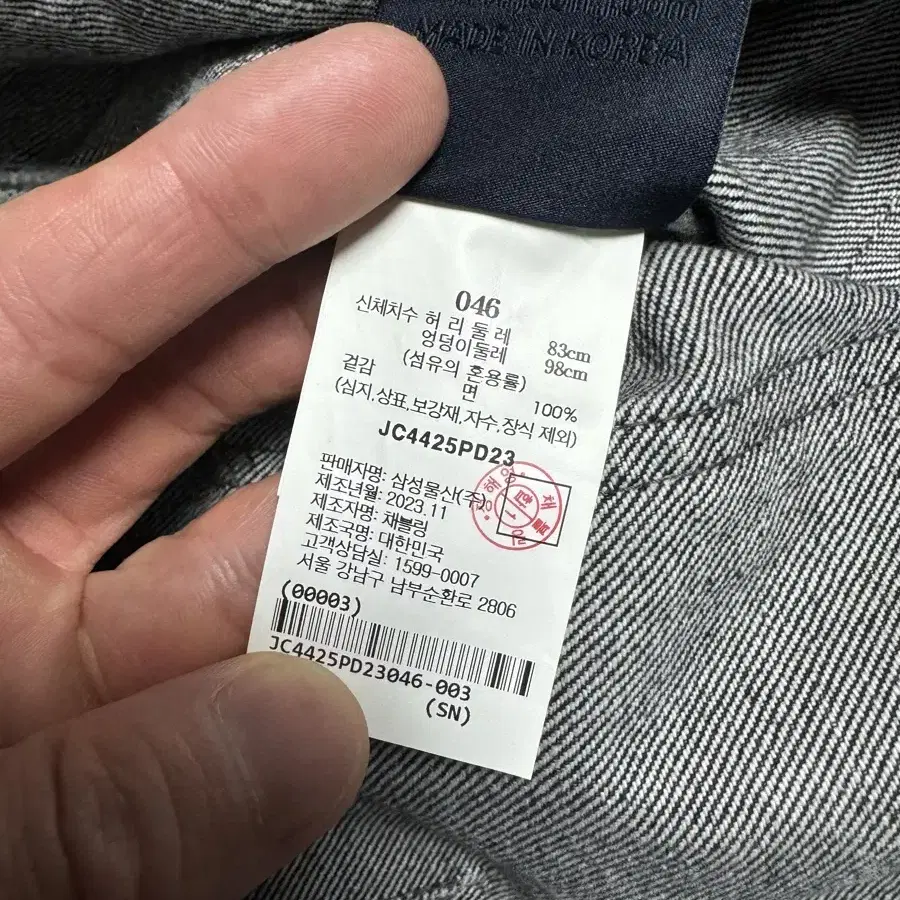 MADE IN KOREA
046
신체치수 허 리 둘 레 83cm
엉덩이둘레 98cm
(섬유의 혼용률)
겉감 면 100%
(심지,상표,보강재,자수,장식 제외)
JC4425PD23
판매자명: 삼성물산(주)
제조년월: 2023.11
제조자명: 채블링
제조국명: 대한민국
고객상담실: 1599-0007
서울 강남구 남부순환로 2806
(00003)
JC4425PD23046-003
(SN)